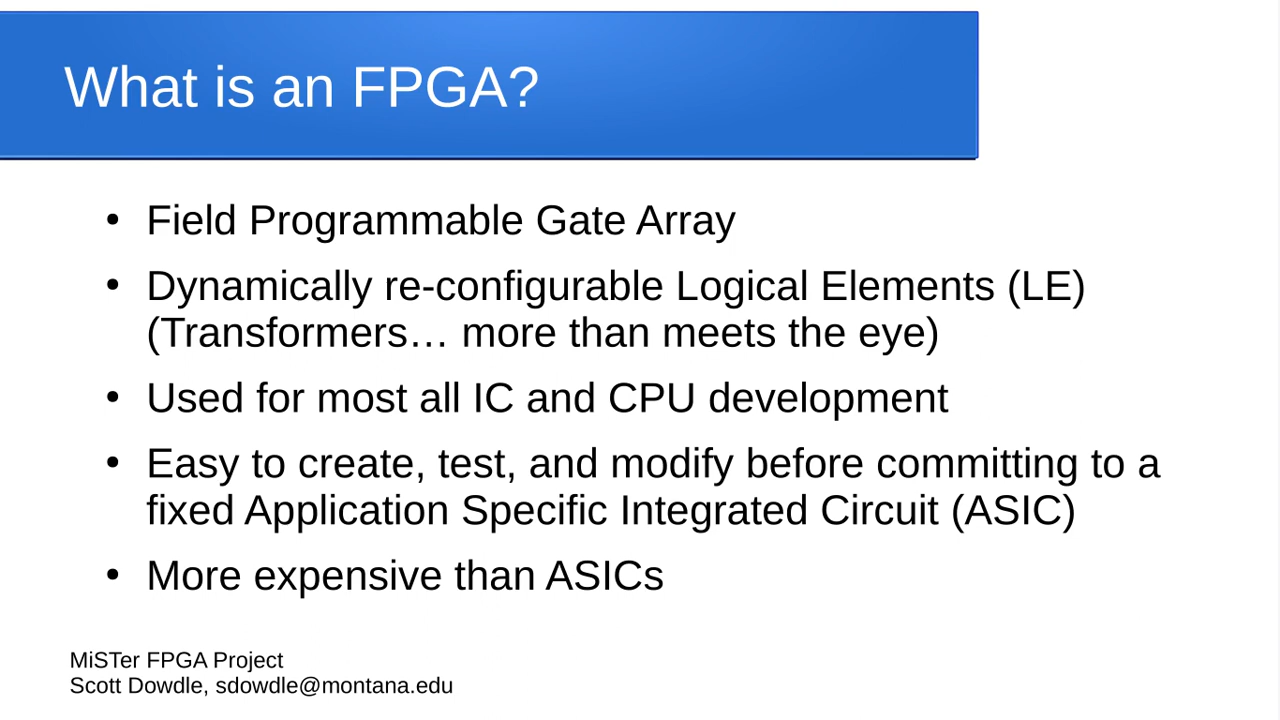 What is an FPGA?
• Field Programmable Gate Array
• Dynamically re-configurable Logical Elements (LE)
(Transformers… more than meets the eye)
• Used for most all IC and CPU development
• Easy to create, test, and modify before committing to a
fixed Application Specific Integrated Circuit (ASIC)
• More expensive than ASICs
MiSTer FPGA Project
Scott Dowdle, sdowdle@montana.edu